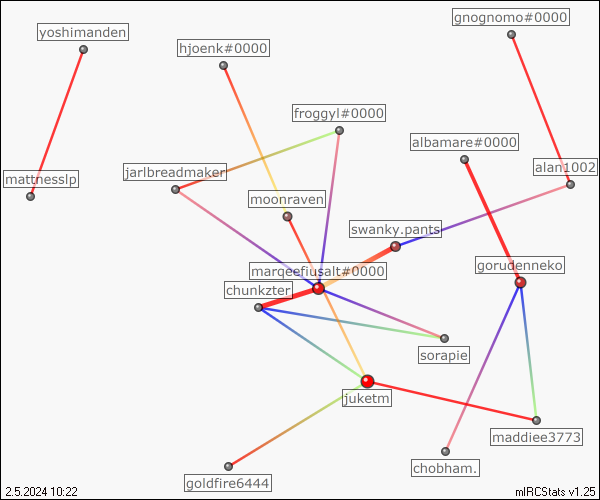 gnognomo#0000
yoshimanden
hjoenk#0000
froggyl#0000
albamare#0000
alan1002
jarlbreadmaker
mattnesslp
moonraven
swanky.pants
gorudenneko
marqeefiusalt#0000
chunkzter
sorapie
juketm
maddiee3773
chobham.
goldfire6444
2.5.2024 10:22
mIRCStats v1.25